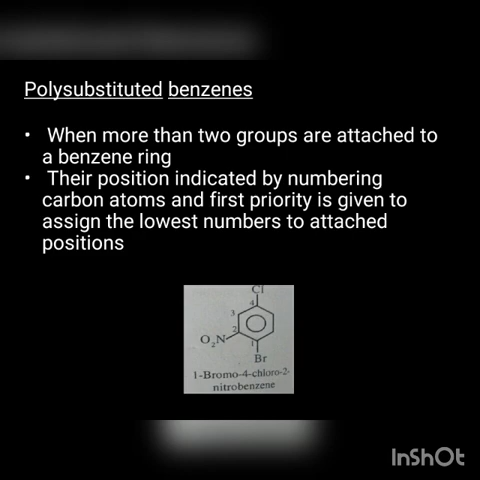 Polysubstituted benzenes
• When more than two groups are attached to
a benzene ring
• Their position indicated by numbering
carbon atoms and first priority is given to
assign the lowest numbers to attached
positions
Cl
4
3
2
O₂N
1
Br
1-Bromo-4-chloro-2-
nitrobenzene
InShOt